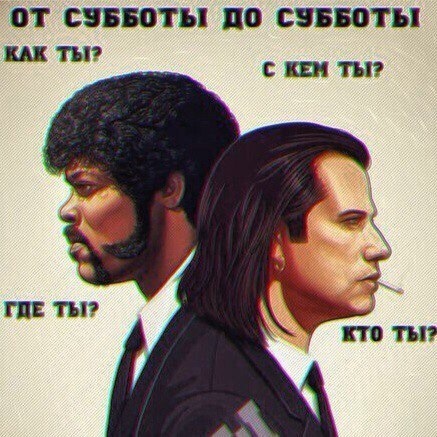 ОТ СУББОТЫ ДО СУББОТЫ
КАК ТЫ?
С КЕМ ТЫ?
ГДЕ ТЫ?
КТО ТЫ?